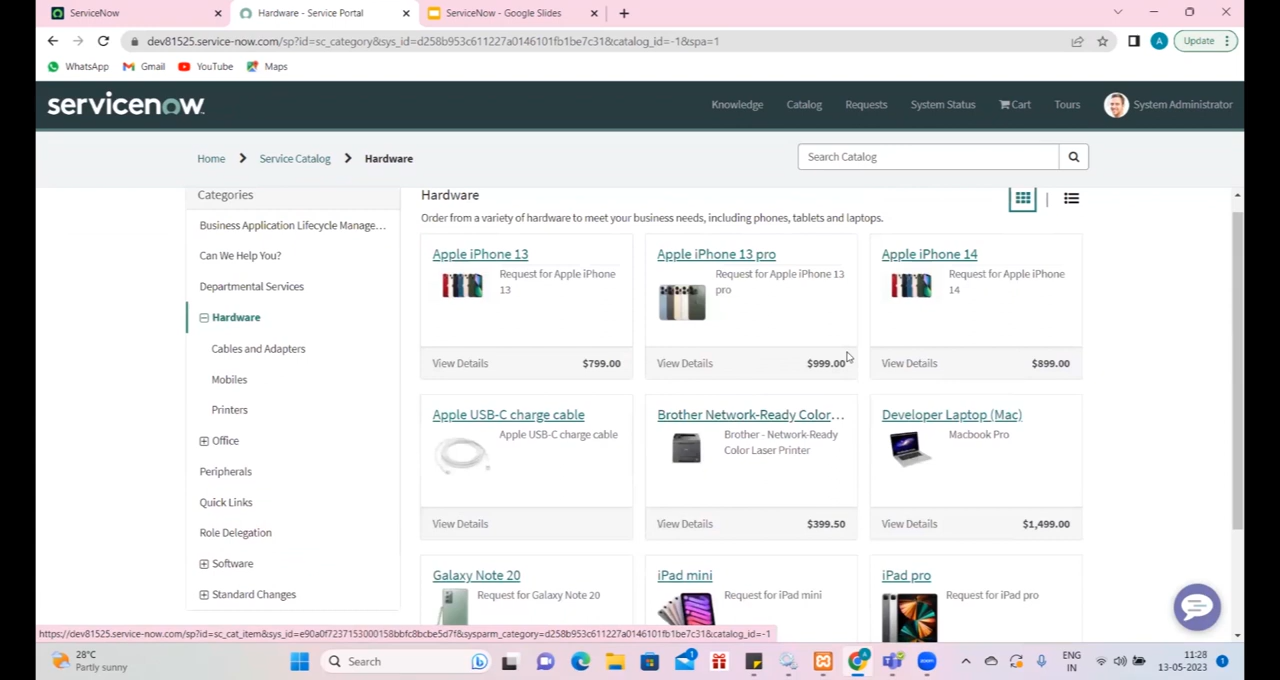 ServiceNow
Hardware - Service Portal
ServiceNow - Google Slides
dev81525.service-now.com/sp?id=sc_category&sys_id=d258b953c611227a0146101fb1be7c31&catalog_id=-1&spa=1
A
Update
WhatsApp
Gmail
YouTube
Maps
servicenow
Knowledge
Catalog
Requests
System Status
Cart
Tours
System Administrator
Home > Service Catalog > Hardware
Search Catalog
Categories
Business Application Lifecycle Manage...
Can We Help You?
Departmental Services
Hardware
Cables and Adapters
Mobiles
Printers
Office
Peripherals
Quick Links
Role Delegation
Software
Standard Changes
Hardware
Order from a variety of hardware to meet your business needs, including phones, tablets and laptops.
Apple iPhone 13
Request for Apple iPhone
13
View Details
$799.00
Apple iPhone 13 pro
Request for Apple iPhone 13
pro
View Details
$999.00
Apple iPhone 14
Request for Apple iPhone
14
View Details
$899.00
Apple USB-C charge cable
Apple USB-C charge cable
View Details
Brother Network-Ready Color...
Brother - Network-Ready
Color Laser Printer
View Details
$399.50
Developer Laptop (Mac)
Macbook Pro
View Details
$1,499.00
Galaxy Note 20
Request for Galaxy Note 20
iPad mini
Request for iPad mini
iPad pro
Request for iPad pro
https://dev81525.service-now.com/sp?id=sc_cat_item&sys_id=e90a0f7237153000158bbfc8bcbe5d7f&sysparm_category=d258b953c611227a0146101fb1be7c31&catalog_id=-1
28°C
Partly sunny
Search
1
ENG
IN
11:28
13-05-2023
1